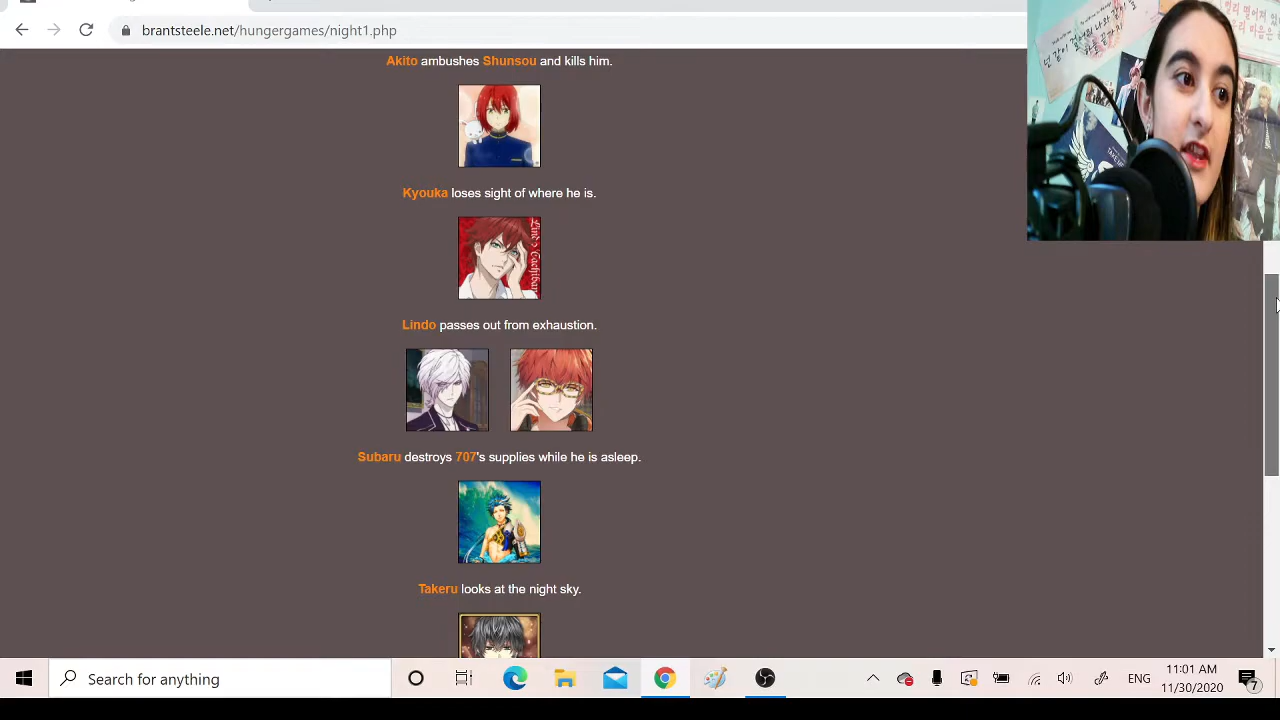 brantsteele.net/hungergames/night1.php
Akito ambushes Shunsou and kills him.
Kyouka loses sight of where he is.
Lindo passes out from exhaustion.
Subaru destroys 707's supplies while he is asleep.
Takeru looks at the night sky.
Search for anything
ENG
11:01 AM
11/30/2020
7